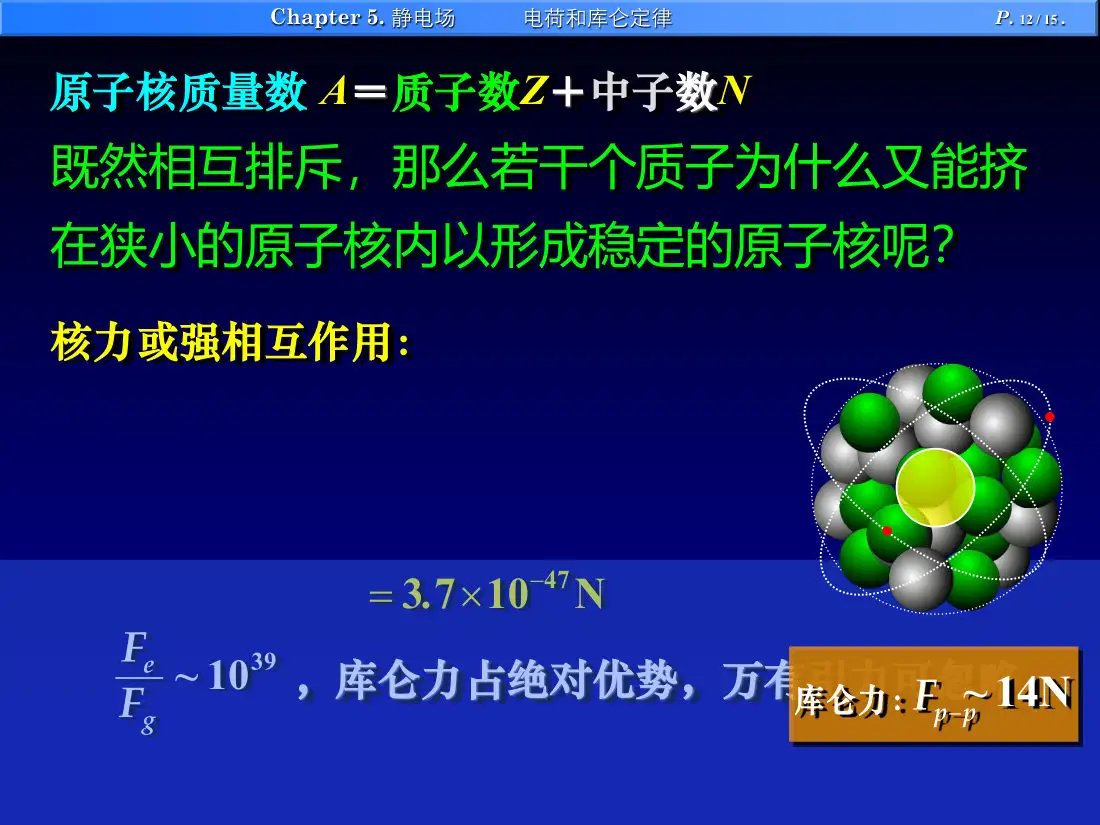 Chapter 5. 静电场 电荷和库仑定律 P. 12 / 15 .
原子核质量数 A＝质子数Z＋中子数N
既然相互排斥，那么若干个质子为什么又能挤
在狭小的原子核内以形成稳定的原子核呢？
核力或强相互作用：
= 3.7×10⁻⁴⁷ N
Fe/Fg ~ 10³⁹ ，库仑力占绝对优势，万有引力可忽略
库仑力：Fp−p ~ 14N